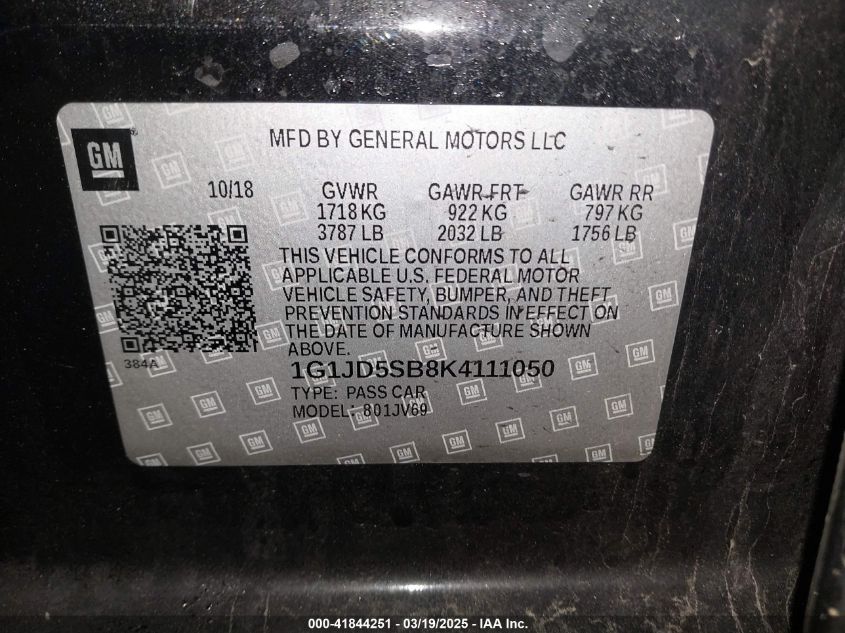 GM
MFD BY GENERAL MOTORS LLC
10/18 GVWR GAWR FRT GAWR RR
1718 KG 922 KG 797 KG
3787 LB 2032 LB 1756 LB
THIS VEHICLE CONFORMS TO ALL
APPLICABLE U.S. FEDERAL MOTOR
VEHICLE SAFETY, BUMPER, AND THEFT
PREVENTION STANDARDS IN EFFECT ON
THE DATE OF MANUFACTURE SHOWN
ABOVE.
384A
1G1JD5SB8K4111050
TYPE: PASS CAR
MODEL: 801JV69
000-41844251 - 03/19/2025 - IAA Inc.